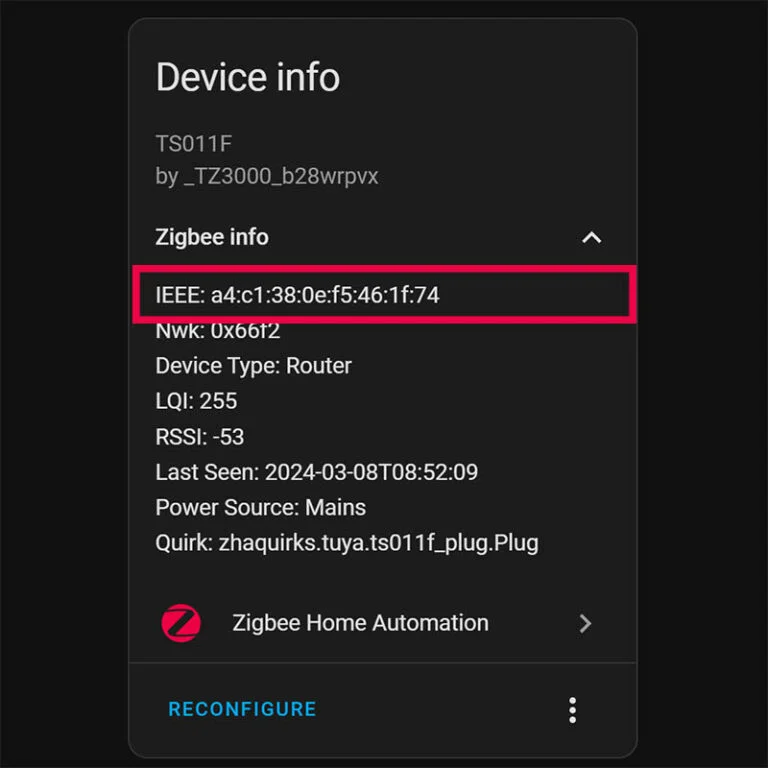 Device info
TS011F
by _TZ3000_b28wrpvx
Zigbee info
IEEE: a4:c1:38:0e:f5:46:1f:74
Nwk: 0x66f2
Device Type: Router
LQI: 255
RSSI: -53
Last Seen: 2024-03-08T08:52:09
Power Source: Mains
Quirk: zhaquirks.tuya.ts011f_plug.Plug
Zigbee Home Automation
RECONFIGURE